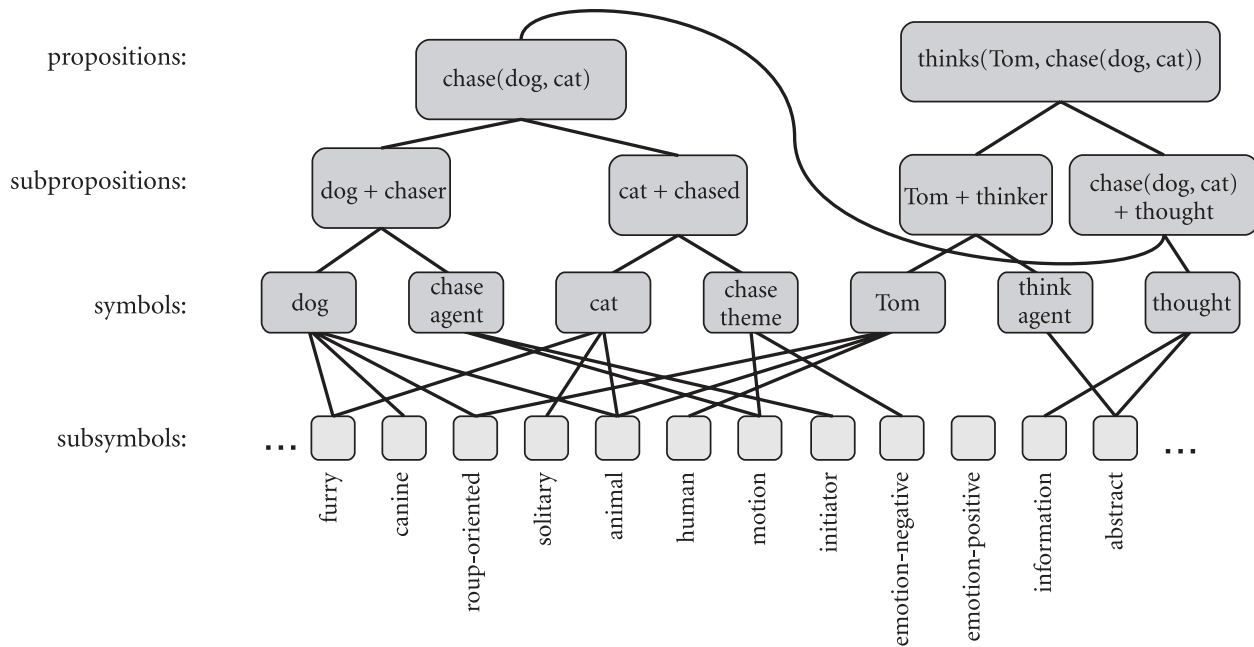 propositions:
chase(dog, cat)
thinks(Tom, chase(dog, cat))
subpropositions:
dog + chaser
cat + chased
Tom + thinker
chase(dog, cat)
+ thought
symbols:
dog
chase
agent
cat
chase
theme
Tom
think
agent
thought
subsymbols:
...
...
furry
canine
roup-oriented
solitary
animal
human
motion
initiator
emotion-negative
emotion-positive
information
abstract